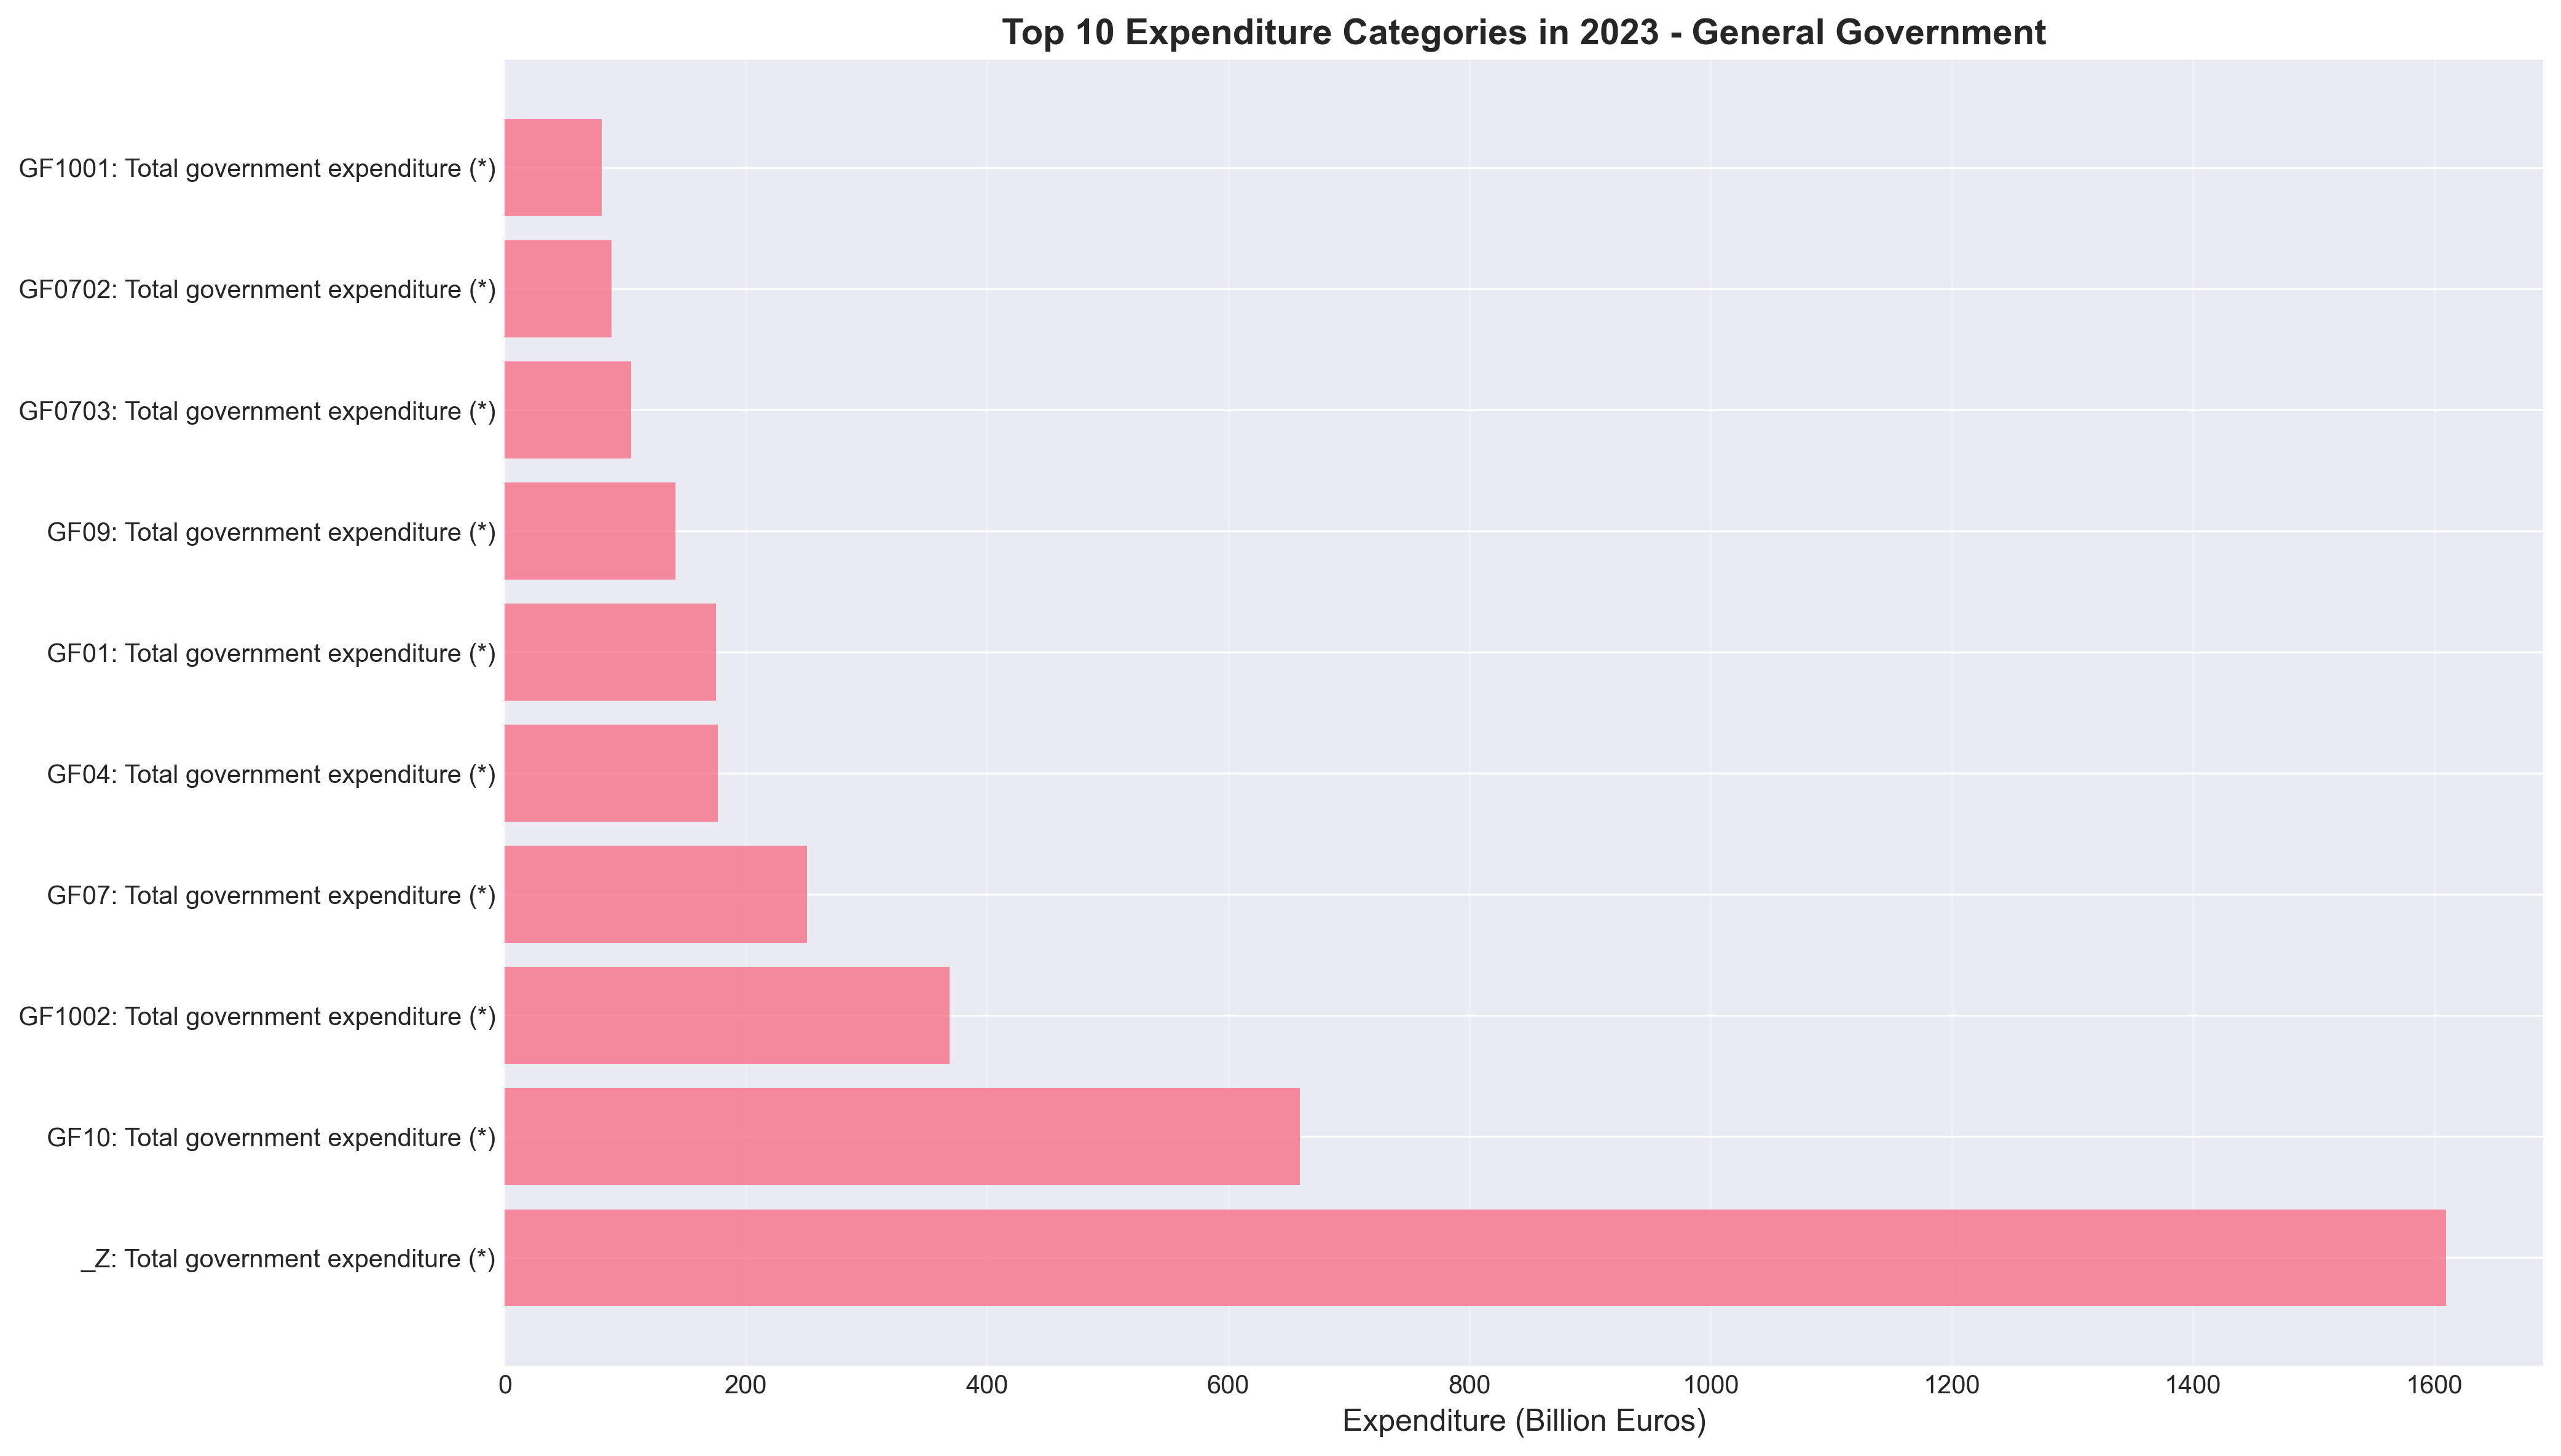 Top 10 Expenditure Categories in 2023 - General Government
GF1001: Total government expenditure (*)
GF0702: Total government expenditure (*)
GF0703: Total government expenditure (*)
GF09: Total government expenditure (*)
GF01: Total government expenditure (*)
GF04: Total government expenditure (*)
GF07: Total government expenditure (*)
GF1002: Total government expenditure (*)
GF10: Total government expenditure (*)
_Z: Total government expenditure (*)
0 200 400 600 800 1000 1200 1400 1600
Expenditure (Billion Euros)